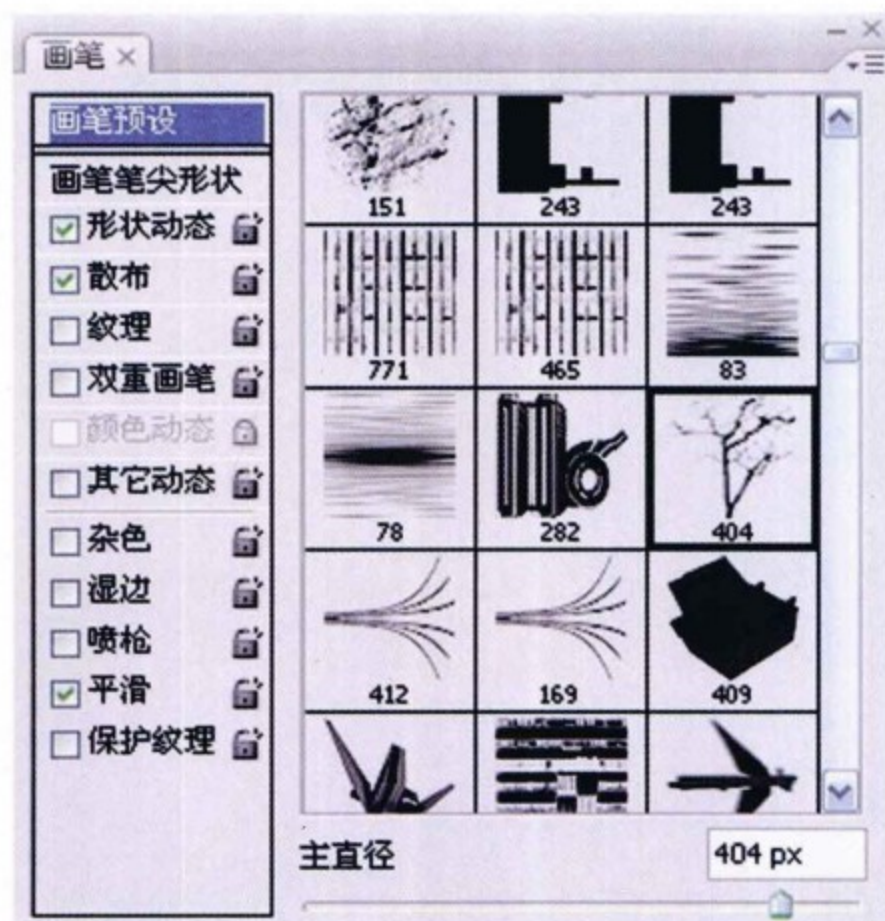 画笔 ×
画笔预设
画笔笔尖形状
形状动态
散布
纹理
双重画笔
颜色动态
其它动态
杂色
湿边
喷枪
平滑
保护纹理
151 243 243
771 465 83
78 282 404
412 169 409
主直径 404 px